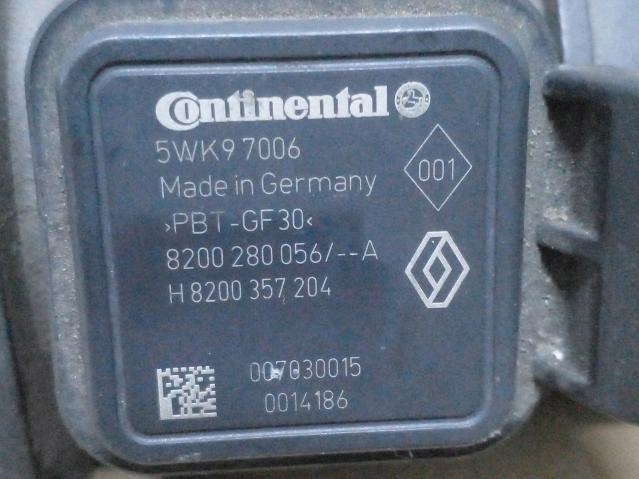 Continental
5WK9 7006
001
Made in Germany
>PBT-GF30<
8200 280 056/--A
H 8200 357 204
007030015
0014186